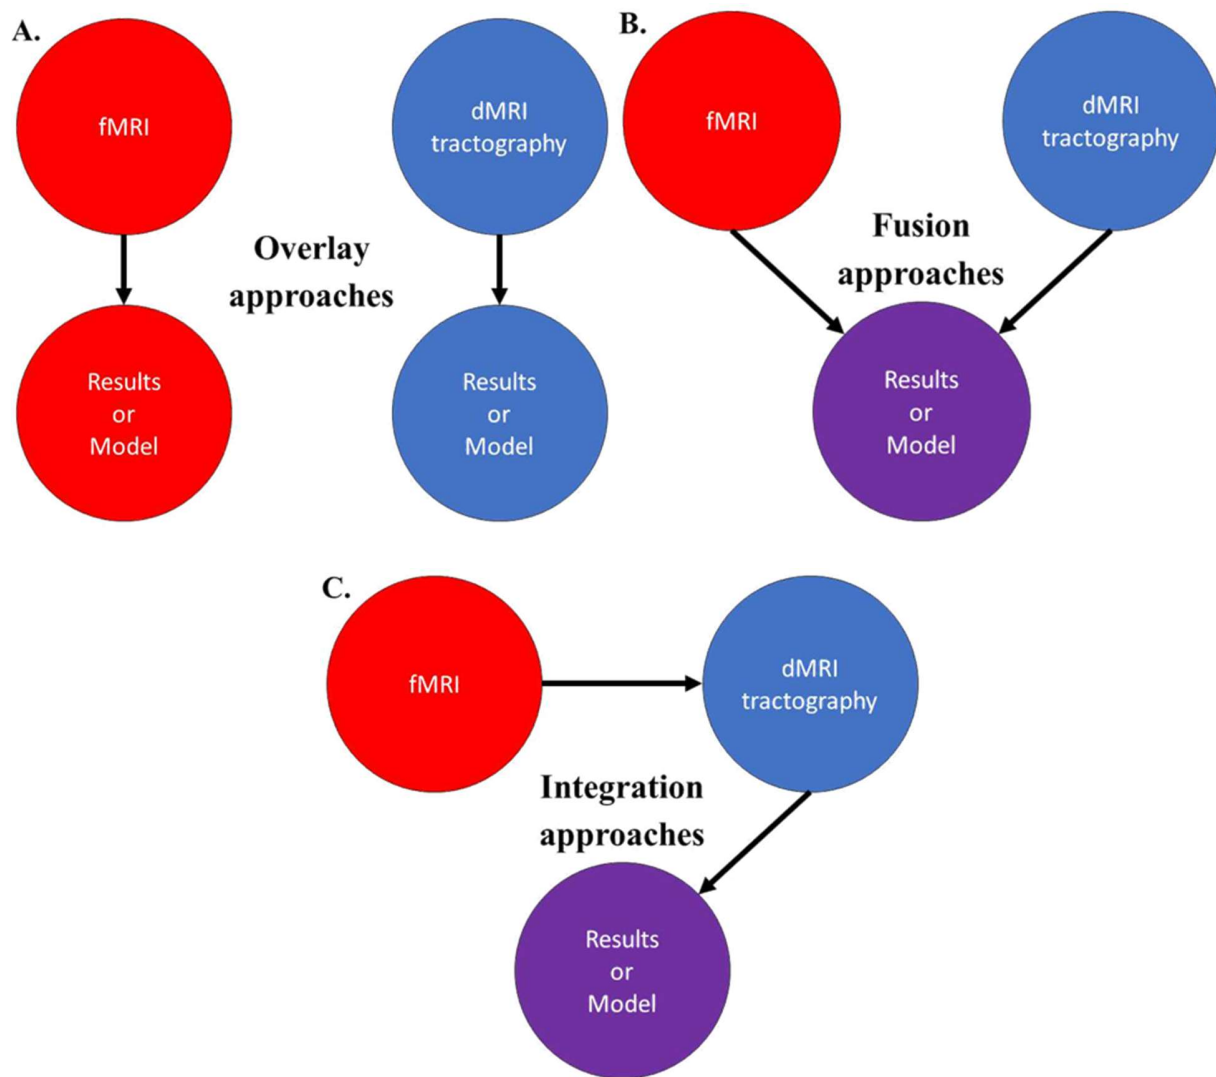 A.
fMRI
dMRI
tractography
Overlay
approaches
Results
or
Model
Results
or
Model
B.
fMRI
dMRI
tractography
Fusion
approaches
Results
or
Model
C.
fMRI
dMRI
tractography
Integration
approaches
Results
or
Model